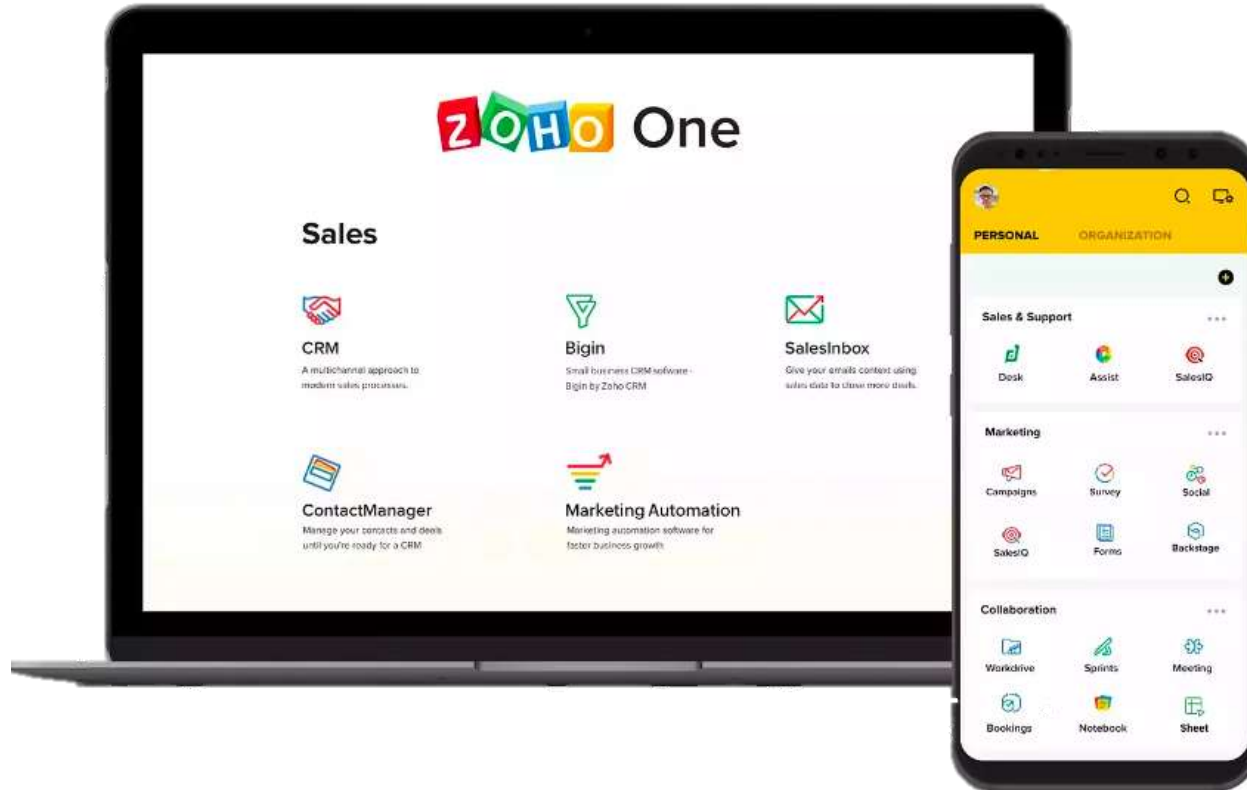 ZOHO One
Sales
CRM
A multichannel approach to
modern sales processes.
Bigin
Small business CRM sofware -
Bigin by Zoho CRM
SalesInbox
Give your emails context using
sales data to close more deals.
ContactManager
Manage your contacts and deals
until you're ready for a CRM
Marketing Automation
Marketing automation software for
faster business growth
PERSONAL ORGANIZATION
Sales & Support
Desk Assist SalesIQ
Marketing
Campaigns Survey Social
SalesIQ Forms Backstage
Collaboration
Workdrive Sprints Meeting
Bookings Notebook Sheet